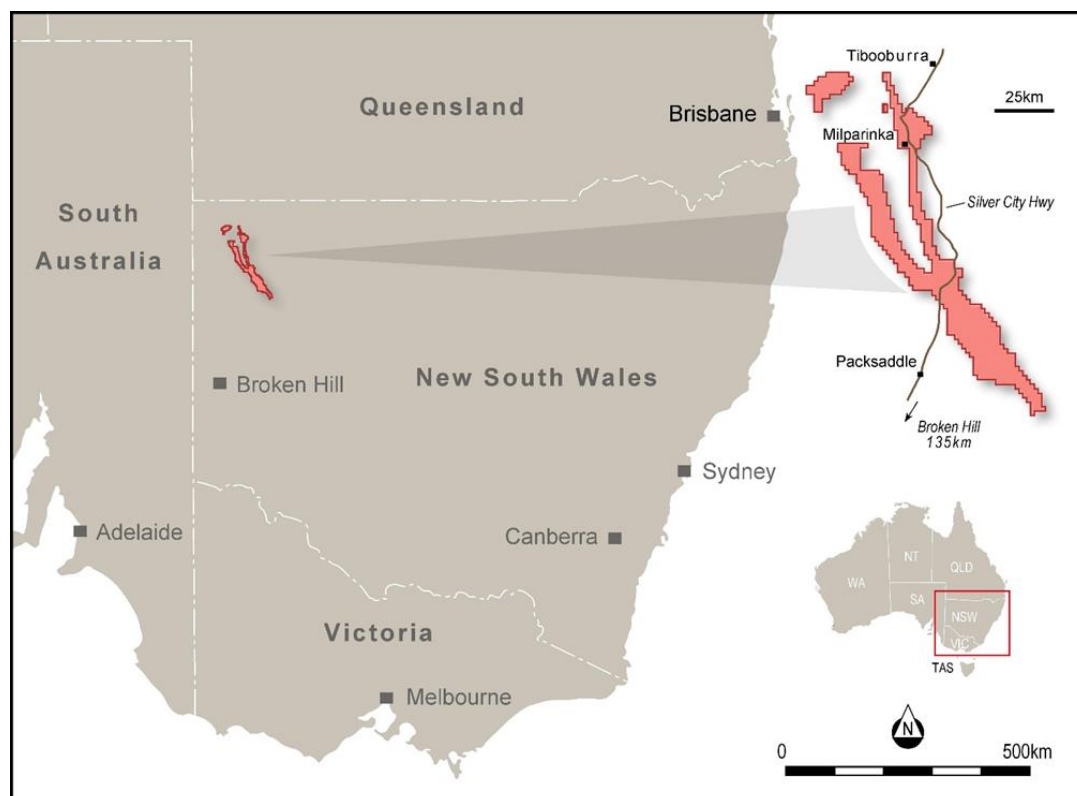 Queensland
Brisbane
South
Australia
Broken Hill
New South Wales
Sydney
Adelaide
Canberra
Victoria
Melbourne
Tibooburra
25km
Milparinka
Silver City Hwy
Packsaddle
Broken Hill
135km
NT
QLD
WA
SA
NSW
VIC
TAS
N
0
500km